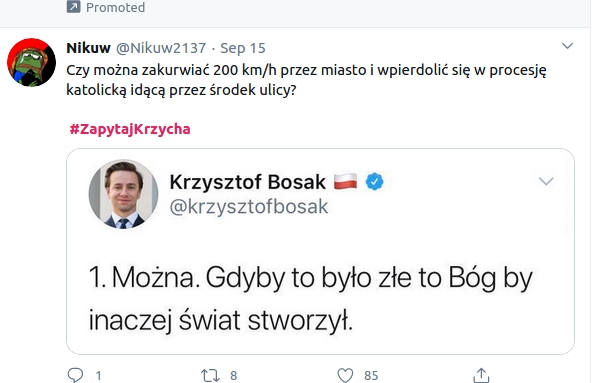 Promoted
Nikuw @Nikuw2137 · Sep 15
Czy można zakurwiać 200 km/h przez miasto i wpierdolić się w procesję
katolicką idącą przez środek ulicy?
#ZapytajKrzycha
Krzysztof Bosak 🇵🇱
@krzysztofbosak
1. Można. Gdyby to było złe to Bóg by
inaczej świat stworzył.
1 8 85